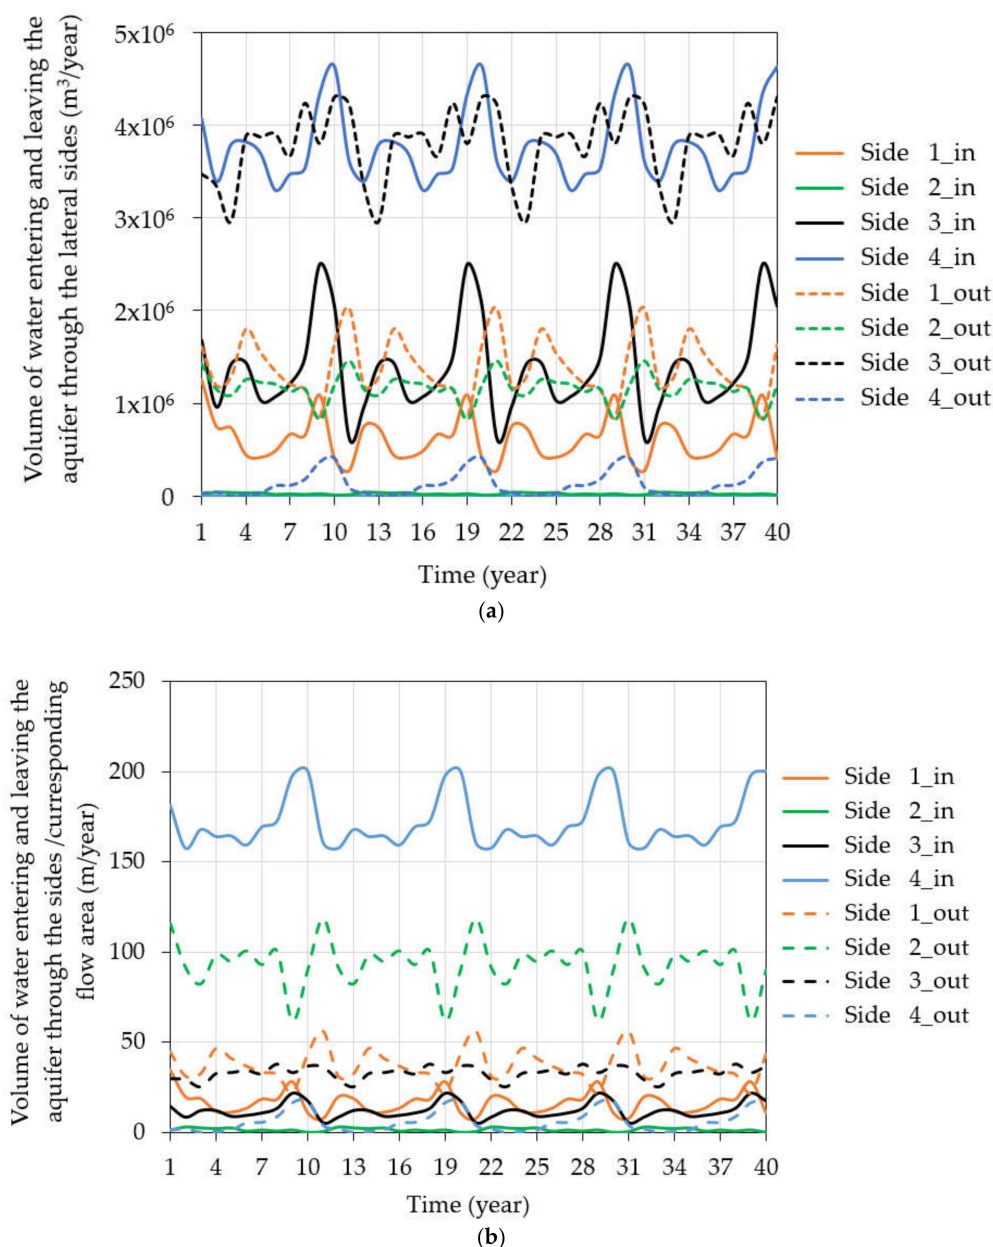 Volume of water entering and leaving the
aquifer through the lateral sides (m³/year)
5x10⁶
4x10⁶
3x10⁶
2x10⁶
1x10⁶
0
1 4 7 10 13 16 19 22 25 28 31 34 37 40
Time (year)
Side 1_in
Side 2_in
Side 3_in
Side 4_in
Side 1_out
Side 2_out
Side 3_out
Side 4_out
(a)
Volume of water entering and leaving the
aquifer through the sides /curresponding
flow area (m/year)
250
200
150
100
50
0
1 4 7 10 13 16 19 22 25 28 31 34 37 40
Time (year)
Side 1_in
Side 2_in
Side 3_in
Side 4_in
Side 1_out
Side 2_out
Side 3_out
Side 4_out
(b)